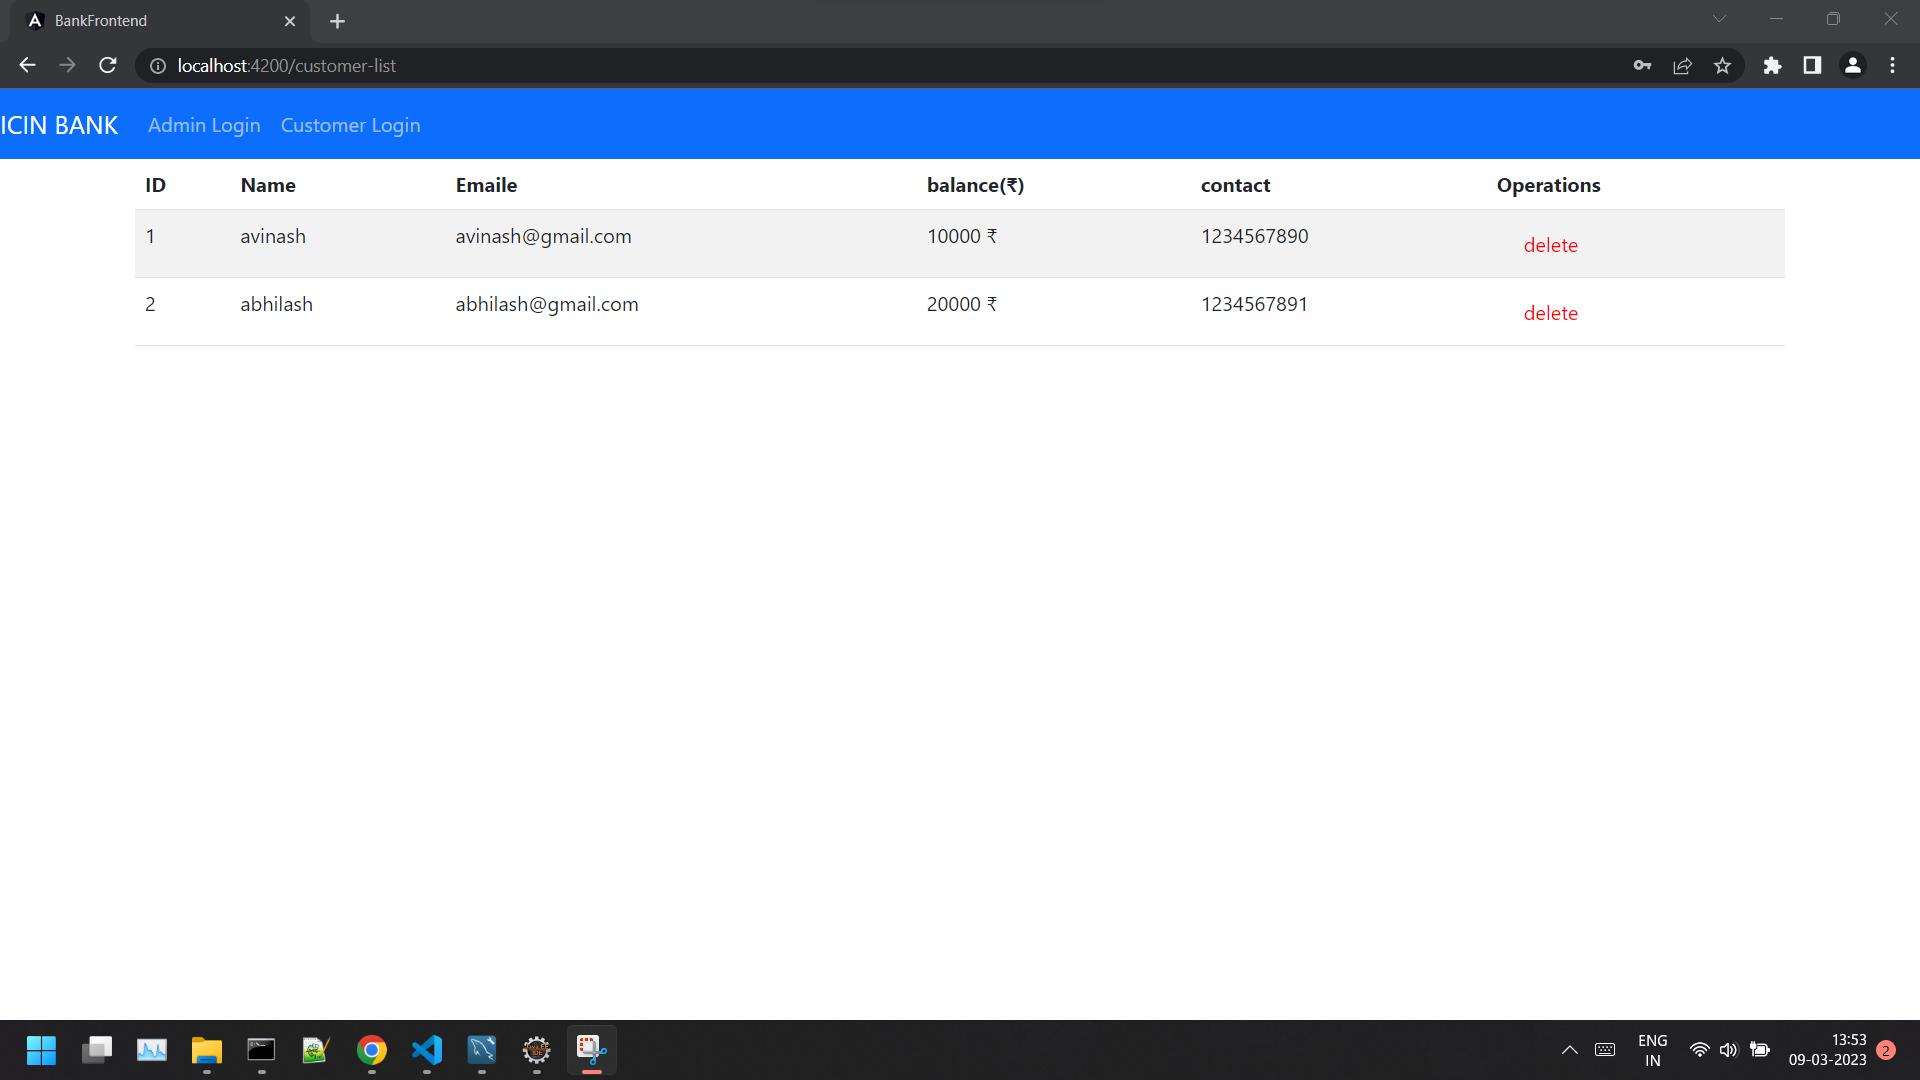 BankFrontend
localhost:4200/customer-list
ICIN BANK Admin Login Customer Login
ID Name Emaile balance(₹) contact Operations
1 avinash avinash@gmail.com 10000 ₹ 1234567890 delete
2 abhilash abhilash@gmail.com 20000 ₹ 1234567891 delete
ENG 13:53
IN 09-03-2023 2